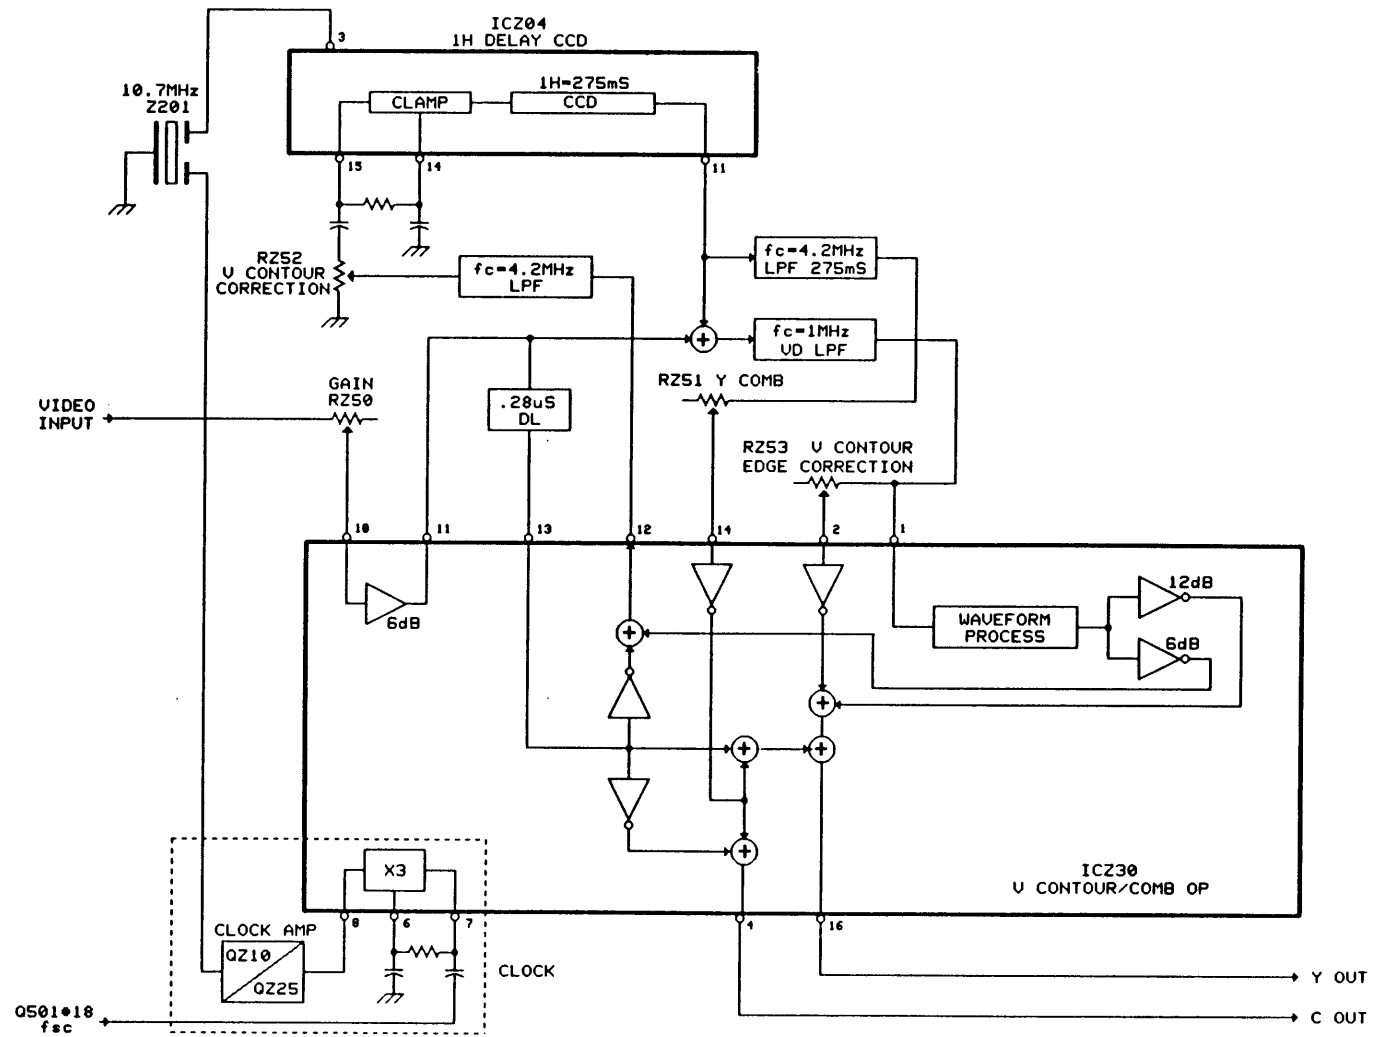 ICZ04
1H DELAY CCD
3
10.7MHz
Z201
1H=275mS
CLAMP
CCD
15
14
11
RZ52
V CONTOUR
CORRECTION
fc=4.2MHz
LPF
fc=4.2MHz
LPF 275mS
fc=1MHz
VD LPF
RZ51 Y COMB
GAIN
RZ50
VIDEO
INPUT
.28uS
DL
RZ53 V CONTOUR
EDGE CORRECTION
10
11
13
12
14
2
1
6dB
WAVEFORM
PROCESS
12dB
6dB
ICZ30
V CONTOUR/COMB OP
X3
8
6
7
4
16
CLOCK AMP
QZ10
QZ25
CLOCK
Q501*18
fsc
Y OUT
C OUT